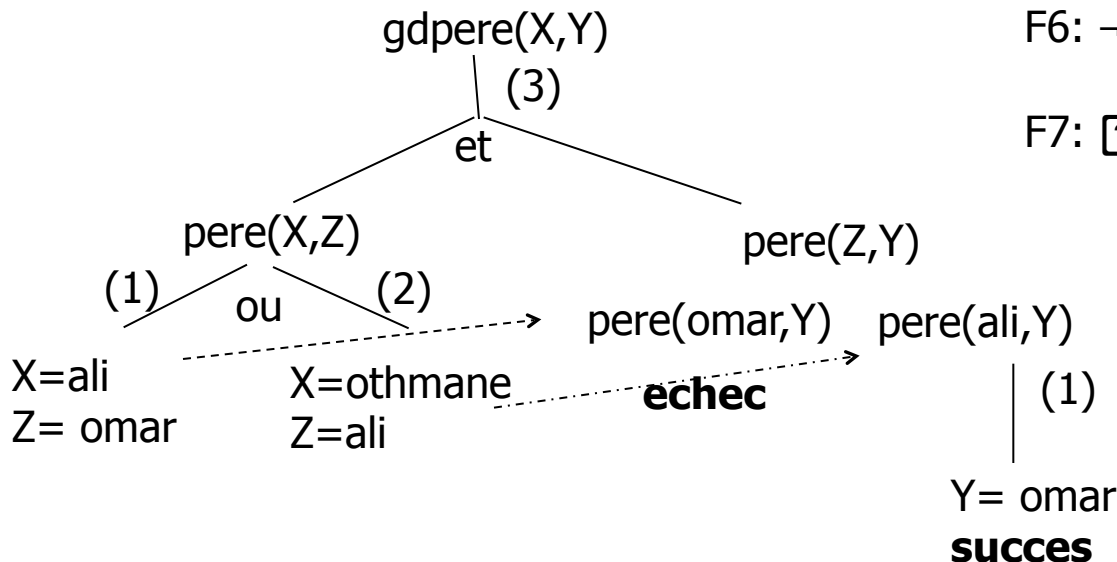 gdpere(X,Y)
F6:
(3)
et
F7:
pere(X,Z)
pere(Z,Y)
(1)
ou
(2)
pere(omar,Y)
pere(ali,Y)
X=ali
Z= omar
X=othmane
Z=ali
echec
(1)
Y= omar
succes